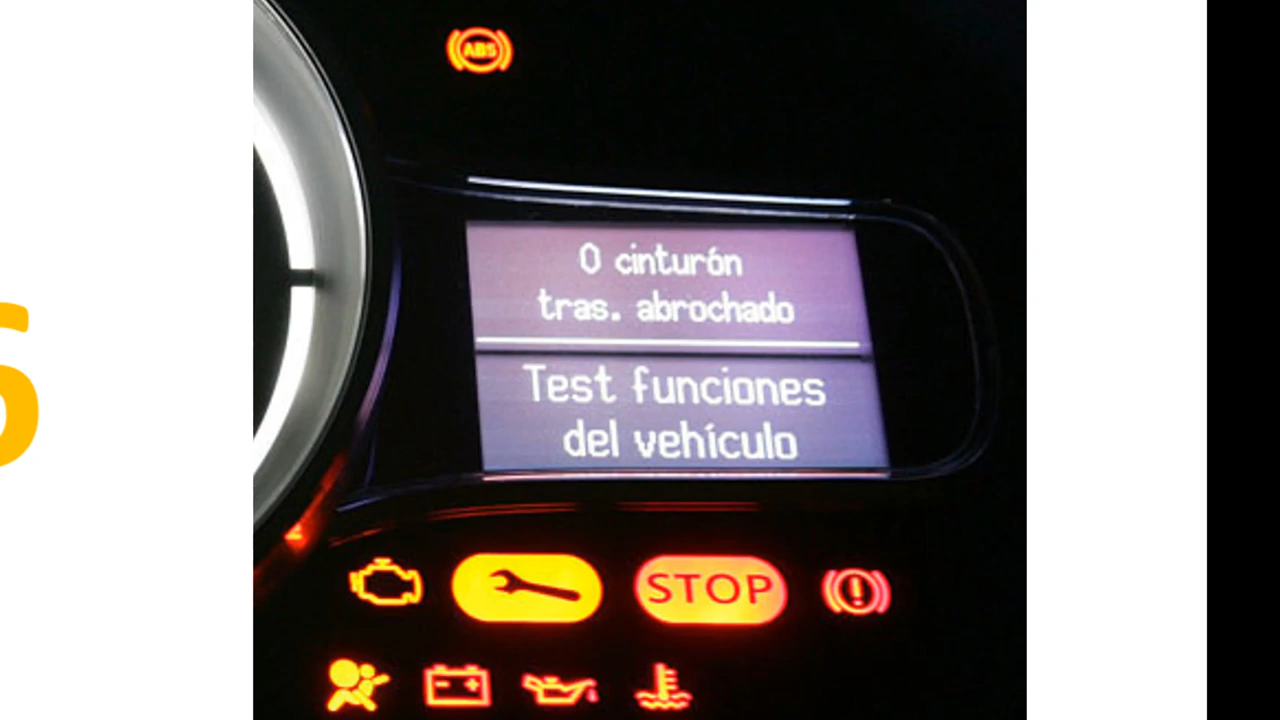 ABS
0 cinturón
tras. abrochado
Test funciones
del vehículo
STOP